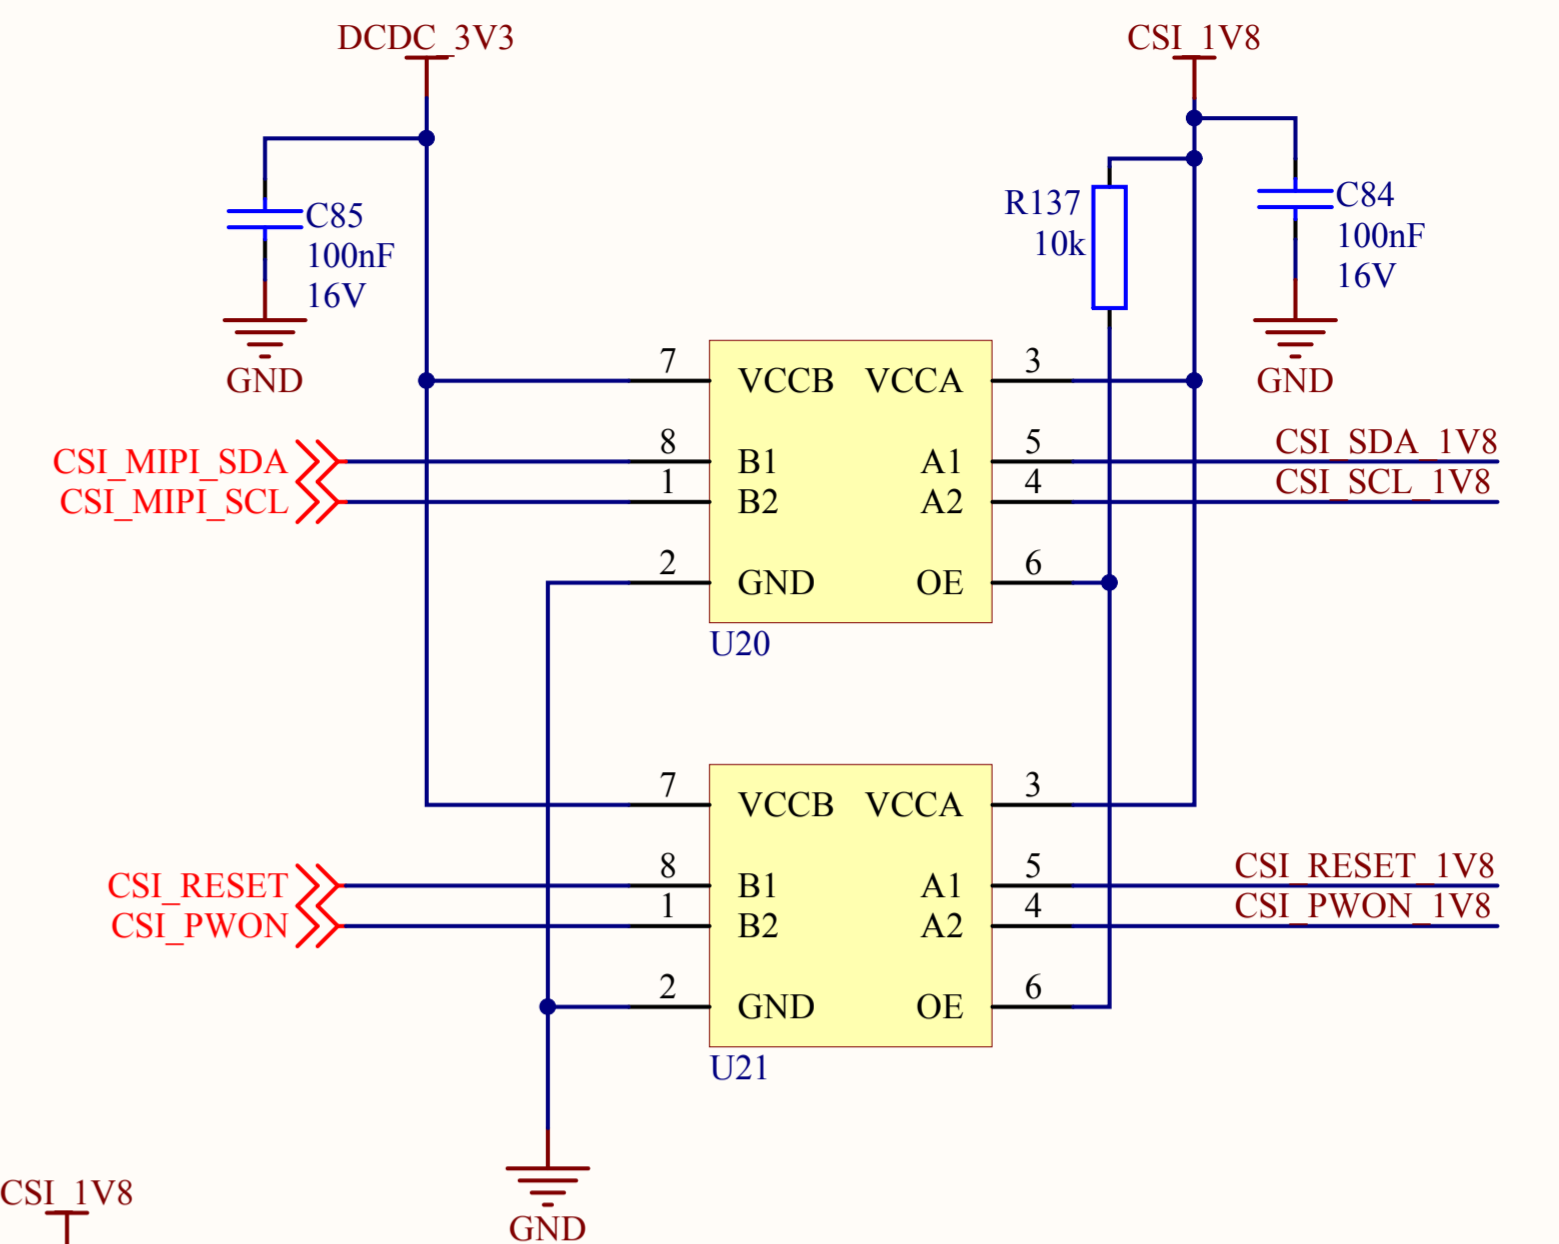 DCDC_3V3
CSI_1V8
C85
100nF
16V
GND
R137
10k
C84
100nF
16V
GND
7 VCCB VCCA 3
CSI_MIPI_SDA 8 B1 A1 5 CSI_SDA_1V8
CSI_MIPI_SCL 1 B2 A2 4 CSI_SCL_1V8
2 GND OE 6
U20
7 VCCB VCCA 3
CSI_RESET 8 B1 A1 5 CSI_RESET_1V8
CSI_PWON 1 B2 A2 4 CSI_PWON_1V8
2 GND OE 6
U21
CSI_1V8
GND